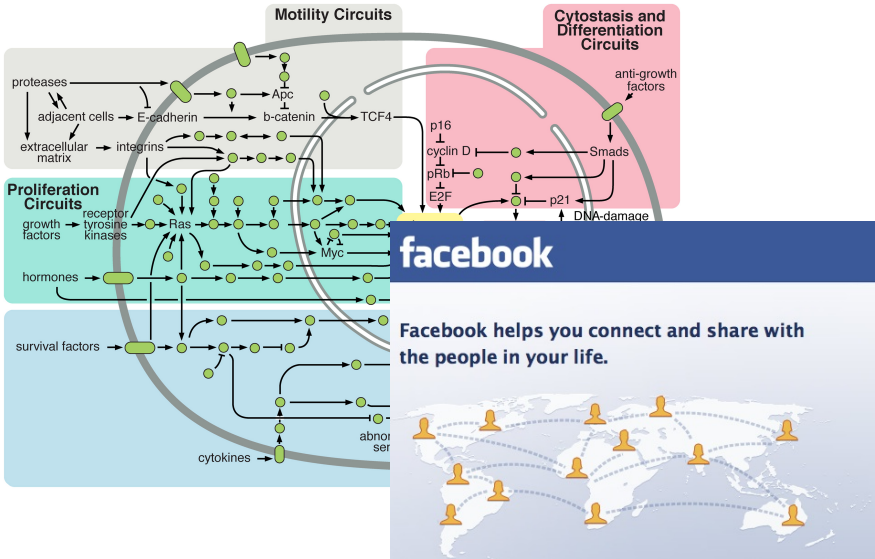 Motility Circuits
Cytostasis and
Differentiation
Circuits
proteases
Apc
anti-growth
factors
adjacent cells
E-cadherin
b-catenin
TCF4
p16
extracellular
matrix
integrins
cyclin D
Smads
pRb
Proliferation
Circuits
E2F
p21
growth
factors
receptor
tyrosine
kinases
Ras
DNA-damage
Myc
hormones
facebook
Facebook helps you connect and share with
the people in your life.
survival factors
cytokines